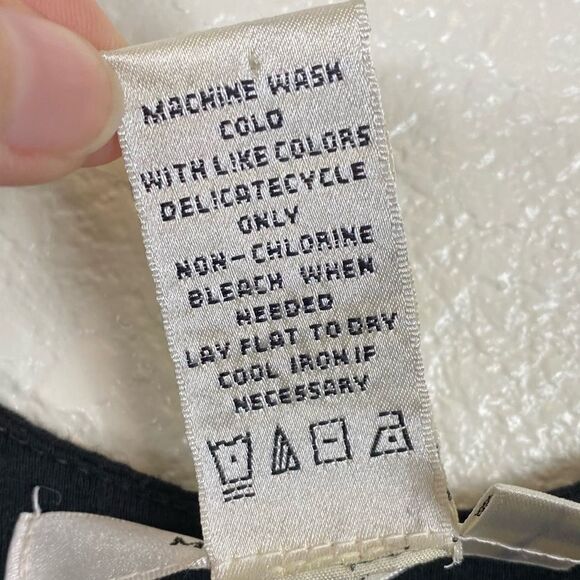 MACHINE WASH
COLD
WITH LIKE COLORS
DELICATECYCLE
ONLY
NON-CHLORINE
BLEACH WHEN
NEEDED
LAY FLAT TO DRY
COOL IRON IF
NECESSARY